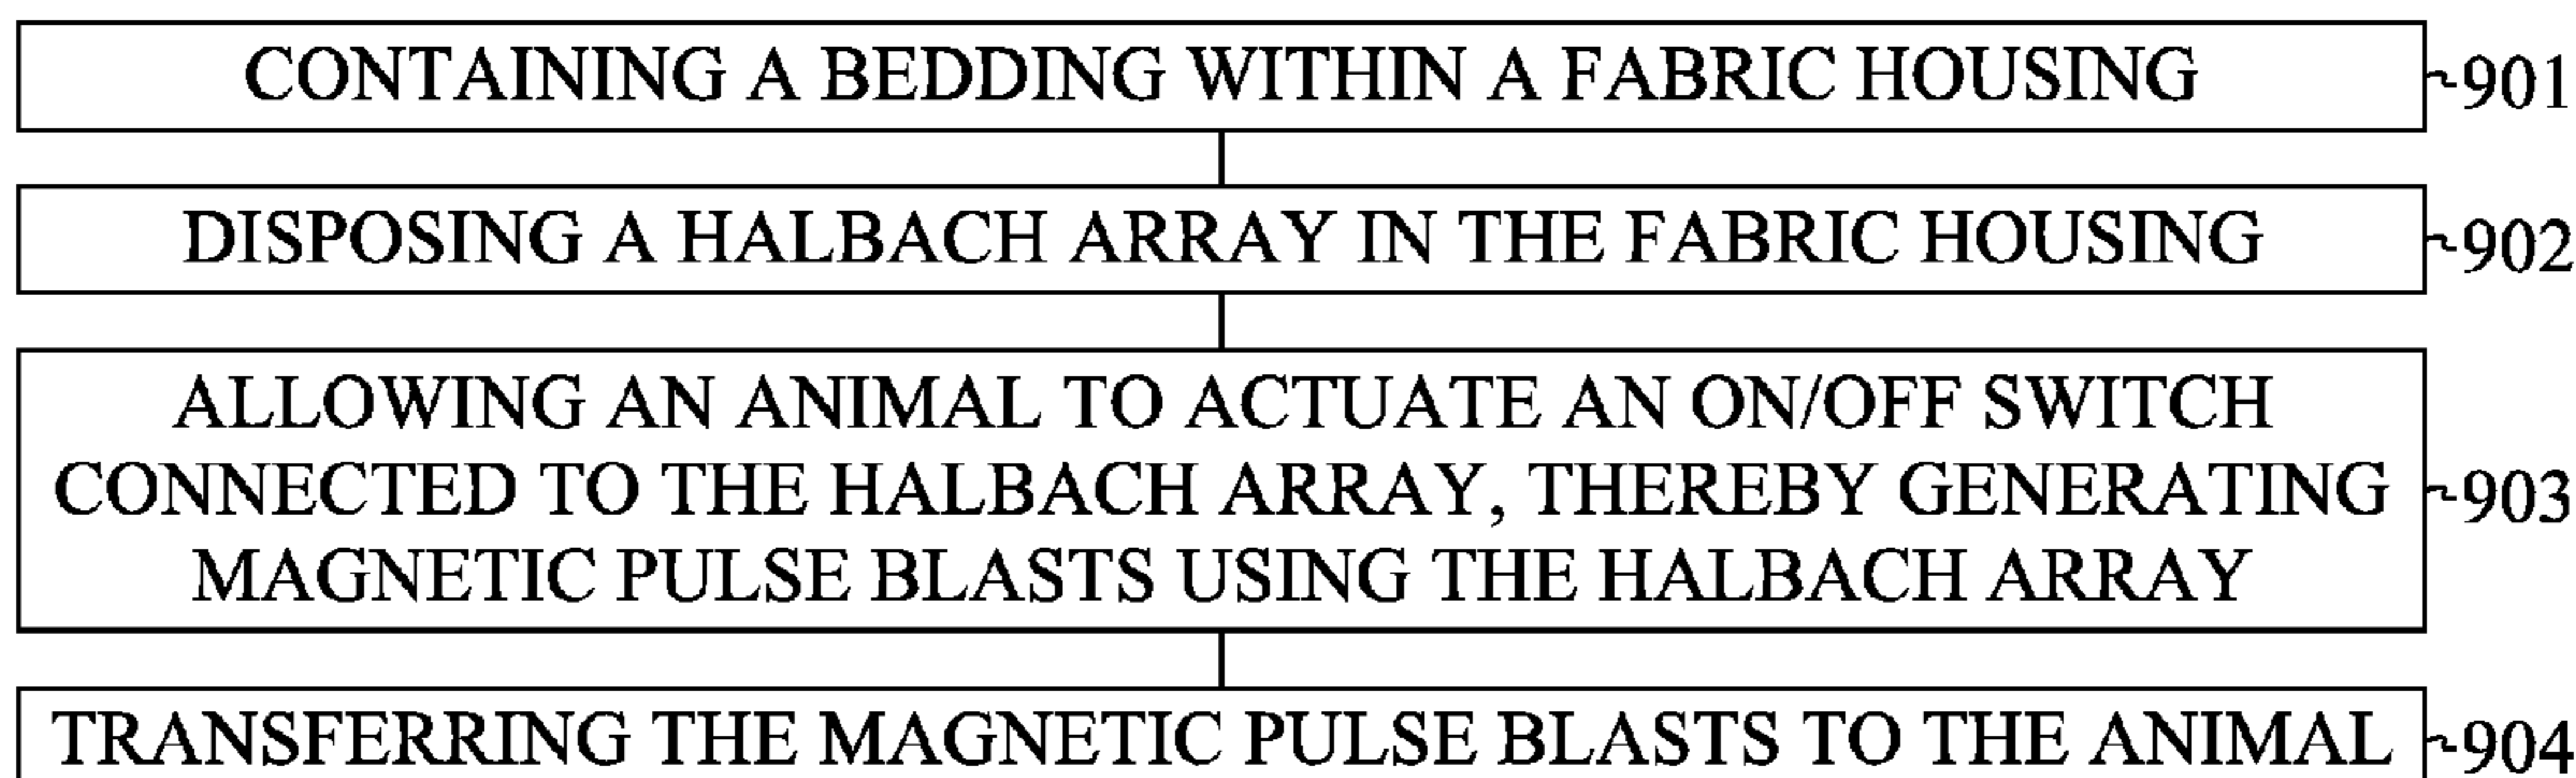 CONTAINING A BEDDING WITHIN A FABRIC HOUSING
901
DISPOSING A HALBACH ARRAY IN THE FABRIC HOUSING
902
ALLOWING AN ANIMAL TO ACTUATE AN ON/OFF SWITCH
CONNECTED TO THE HALBACH ARRAY, THEREBY GENERATING
MAGNETIC PULSE BLASTS USING THE HALBACH ARRAY
903
TRANSFERRING THE MAGNETIC PULSE BLASTS TO THE ANIMAL
904